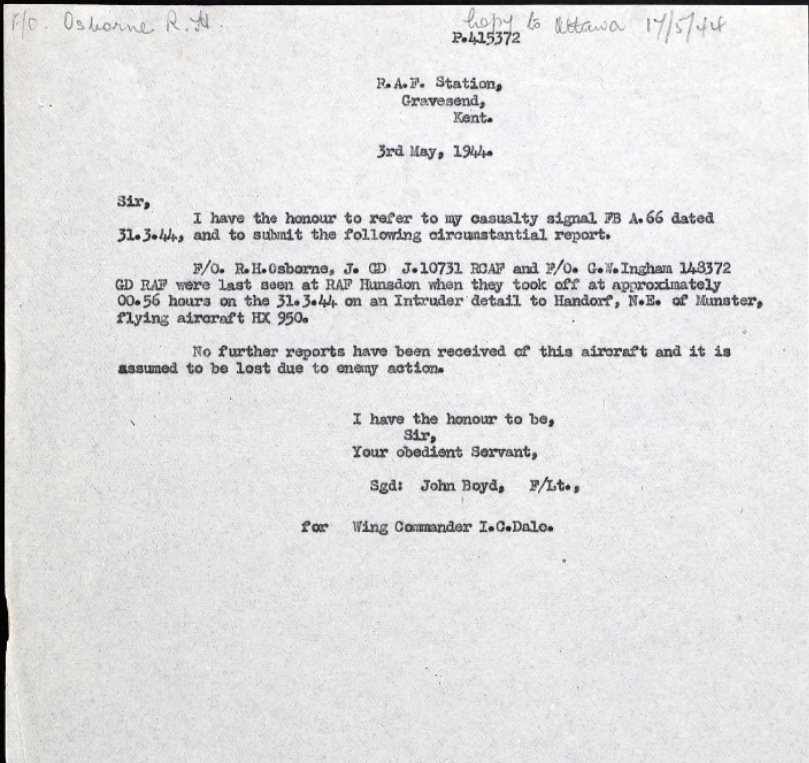 F/O. Osborne R.H. Copy to Ottawa 17/5/44
P.415372
R.A.F. Station,
Gravesend,
Kent.
3rd May, 1944.
Sir,
I have the honour to refer to my casualty signal FB A.66 dated
31.3.44, and to submit the following circumstantial report.
F/O. R.H.Osborne, J. GD J.10731 RCAF and F/O. G.W.Ingham 148372
GD RAF were last seen at RAF Hunsdon when they took off at approximately
00.56 hours on the 31.3.44 on an Intruder detail to Handorf, N.E. of Munster,
flying aircraft HX 950.
No further reports have been received of this aircraft and it is
assumed to be lost due to enemy action.
I have the honour to be,
Sir,
Your obedient Servant,
Sgd: John Boyd, F/Lt.,
for Wing Commander I.G.Dale.